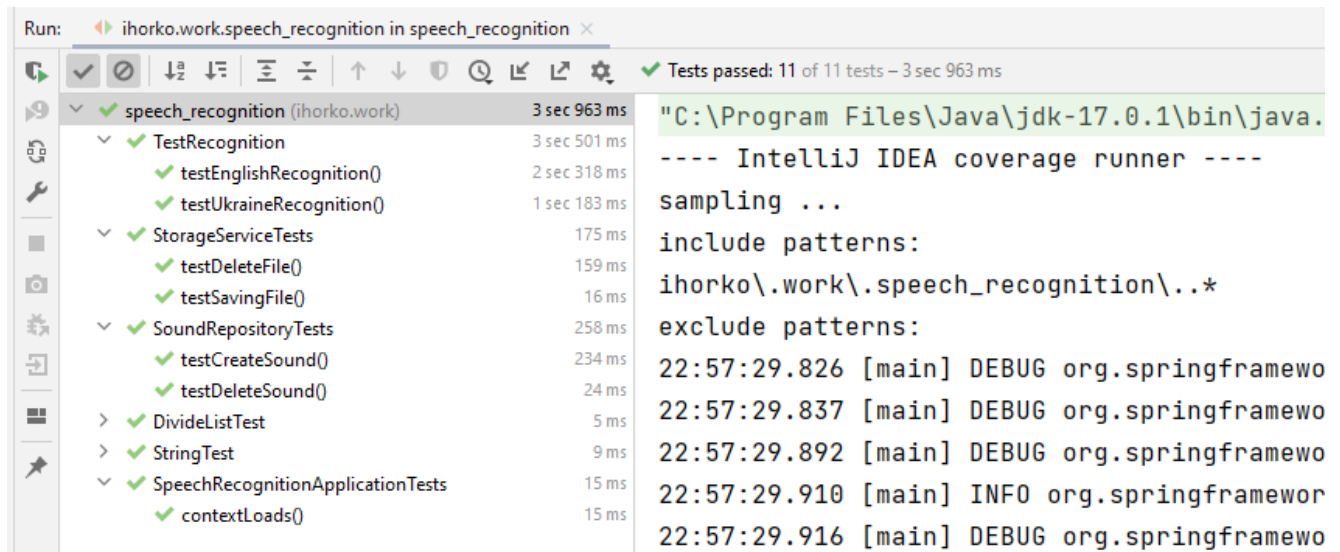 Run: ihorko.work.speech_recognition in speech_recognition
Tests passed: 11 of 11 tests – 3 sec 963 ms
speech_recognition (ihorko.work) 3 sec 963 ms
TestRecognition 3 sec 501 ms
testEnglishRecognition() 2 sec 318 ms
testUkraineRecognition() 1 sec 183 ms
StorageServiceTests 175 ms
testDeleteFile() 159 ms
testSavingFile() 16 ms
SoundRepositoryTests 258 ms
testCreateSound() 234 ms
testDeleteSound() 24 ms
DivideListTest 5 ms
StringTest 9 ms
SpeechRecognitionApplicationTests 15 ms
contextLoads() 15 ms
"C:\Program Files\Java\jdk-17.0.1\bin\java.
---- IntelliJ IDEA coverage runner ----
sampling ...
include patterns:
ihorko\.work\.speech_recognition\..*
exclude patterns:
22:57:29.826 [main] DEBUG org.springframewo
22:57:29.837 [main] DEBUG org.springframewo
22:57:29.892 [main] DEBUG org.springframewo
22:57:29.910 [main] INFO org.springframewor
22:57:29.916 [main] DEBUG org.springframewo